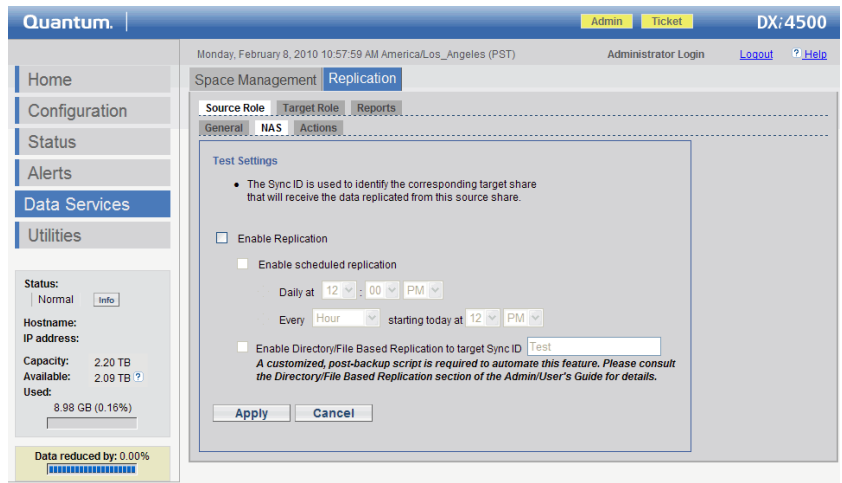 Quantum.
Admin
Ticket
DXi4500
Monday, February 8, 2010 10:57:59 AM America/Los_Angeles (PST)
Administrator Login
Logout
? Help
Home
Configuration
Status
Alerts
Data Services
Utilities
Status:
Normal
Info
Hostname:
IP address:
Capacity: 2.20 TB
Available: 2.09 TB ?
Used:
8.98 GB (0.16%)
Data reduced by: 0.00%
Space Management
Replication
Source Role
Target Role
Reports
General
NAS
Actions
Test Settings
• The Sync ID is used to identify the corresponding target share
that will receive the data replicated from this source share.
Enable Replication
Enable scheduled replication
Daily at 12 : 00 PM
Every Hour starting today at 12 PM
Enable Directory/File Based Replication to target Sync ID Test
A customized, post-backup script is required to automate this feature. Please consult
the Directory/File Based Replication section of the Admin/User's Guide for details.
Apply
Cancel